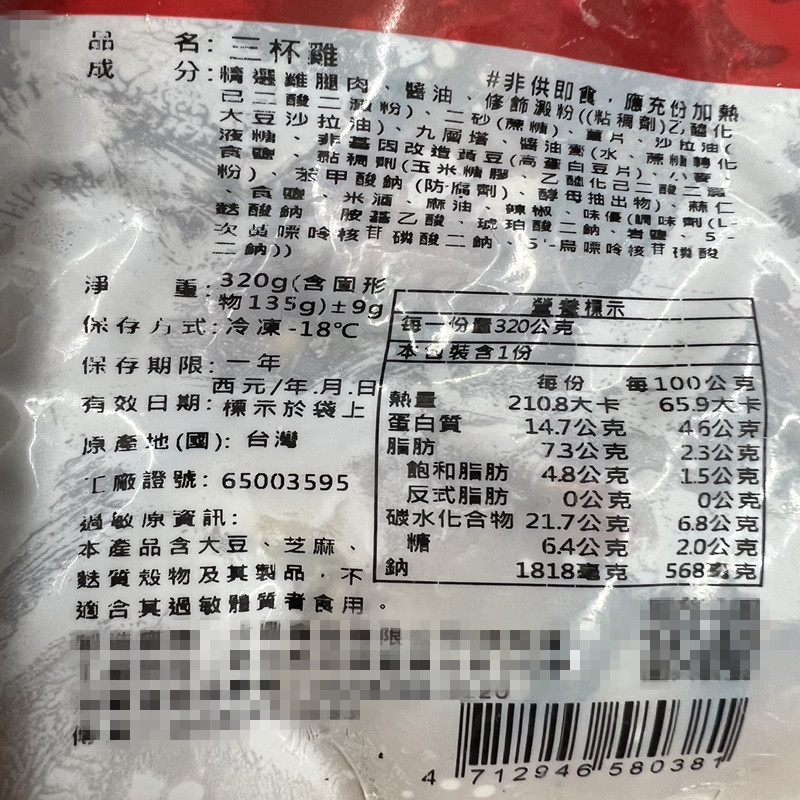 品名:三杯雞
#非供即食,應充份加熱
成分:精選雞腿肉、醬油、修飾澱粉((粘稠劑)乙醯化
己二酸二澱粉)、二砂(蔗糖)、薑片、沙拉油(
大豆沙拉油)、九層塔、醬油膏(水、蔗糖轉化
液糖、非基因改造黃豆(高蛋白豆片)、小麥、
食鹽、黏稠劑(玉米糖膠、乙醯化己二酸二澱
粉)、苯甲酸鈉(防腐劑)、酵母抽出物)、蒜仁
、食鹽、米酒、麻油、辣椒、味優(調味劑(L-
麩酸鈉、胺基乙酸、琥珀酸二鈉、岩鹽、5'-
次黃嘌呤核苷磷酸二鈉、5'-鳥嘌呤核苷磷酸
二鈉))
淨重:320g(含固形
物135g)±9g
保存方式:冷凍-18℃
保存期限:一年
有效日期:西元/年.月.日
標示於袋上
原產地(國):台灣
工廠證號:65003595
過敏原資訊:
本產品含大豆、芝麻、
麩質穀物及其製品,不
適合其過敏體質者食用。
營養標示
每一份量320公克
本包裝含1份
每份 每100公克
熱量 210.8大卡 65.9大卡
蛋白質 14.7公克 4.6公克
脂肪 7.3公克 2.3公克
飽和脂肪 4.8公克 1.5公克
反式脂肪 0公克 0公克
碳水化合物 21.7公克 6.8公克
糖 6.4公克 2.0公克
鈉 1818毫克 568毫克
限
4 712946 580381